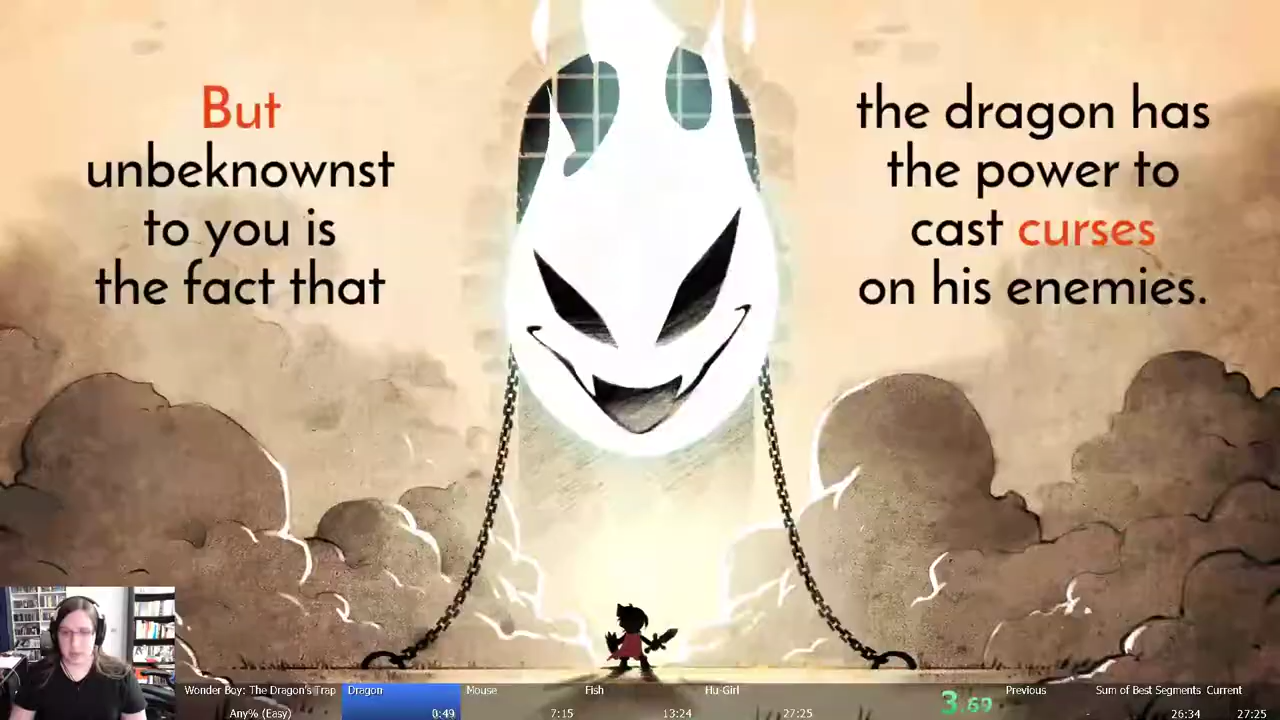 But
unbeknownst
to you is
the fact that
the dragon has
the power to
cast curses
on his enemies.
Wonder Boy: The Dragon's Trap
Any% (Easy)
Dragon
0:49
Mouse
7:15
Fish
13:24
Hu-Girl
27:25
3.69
Previous
-
Sum of Best Segments
26:34
Current
27:25